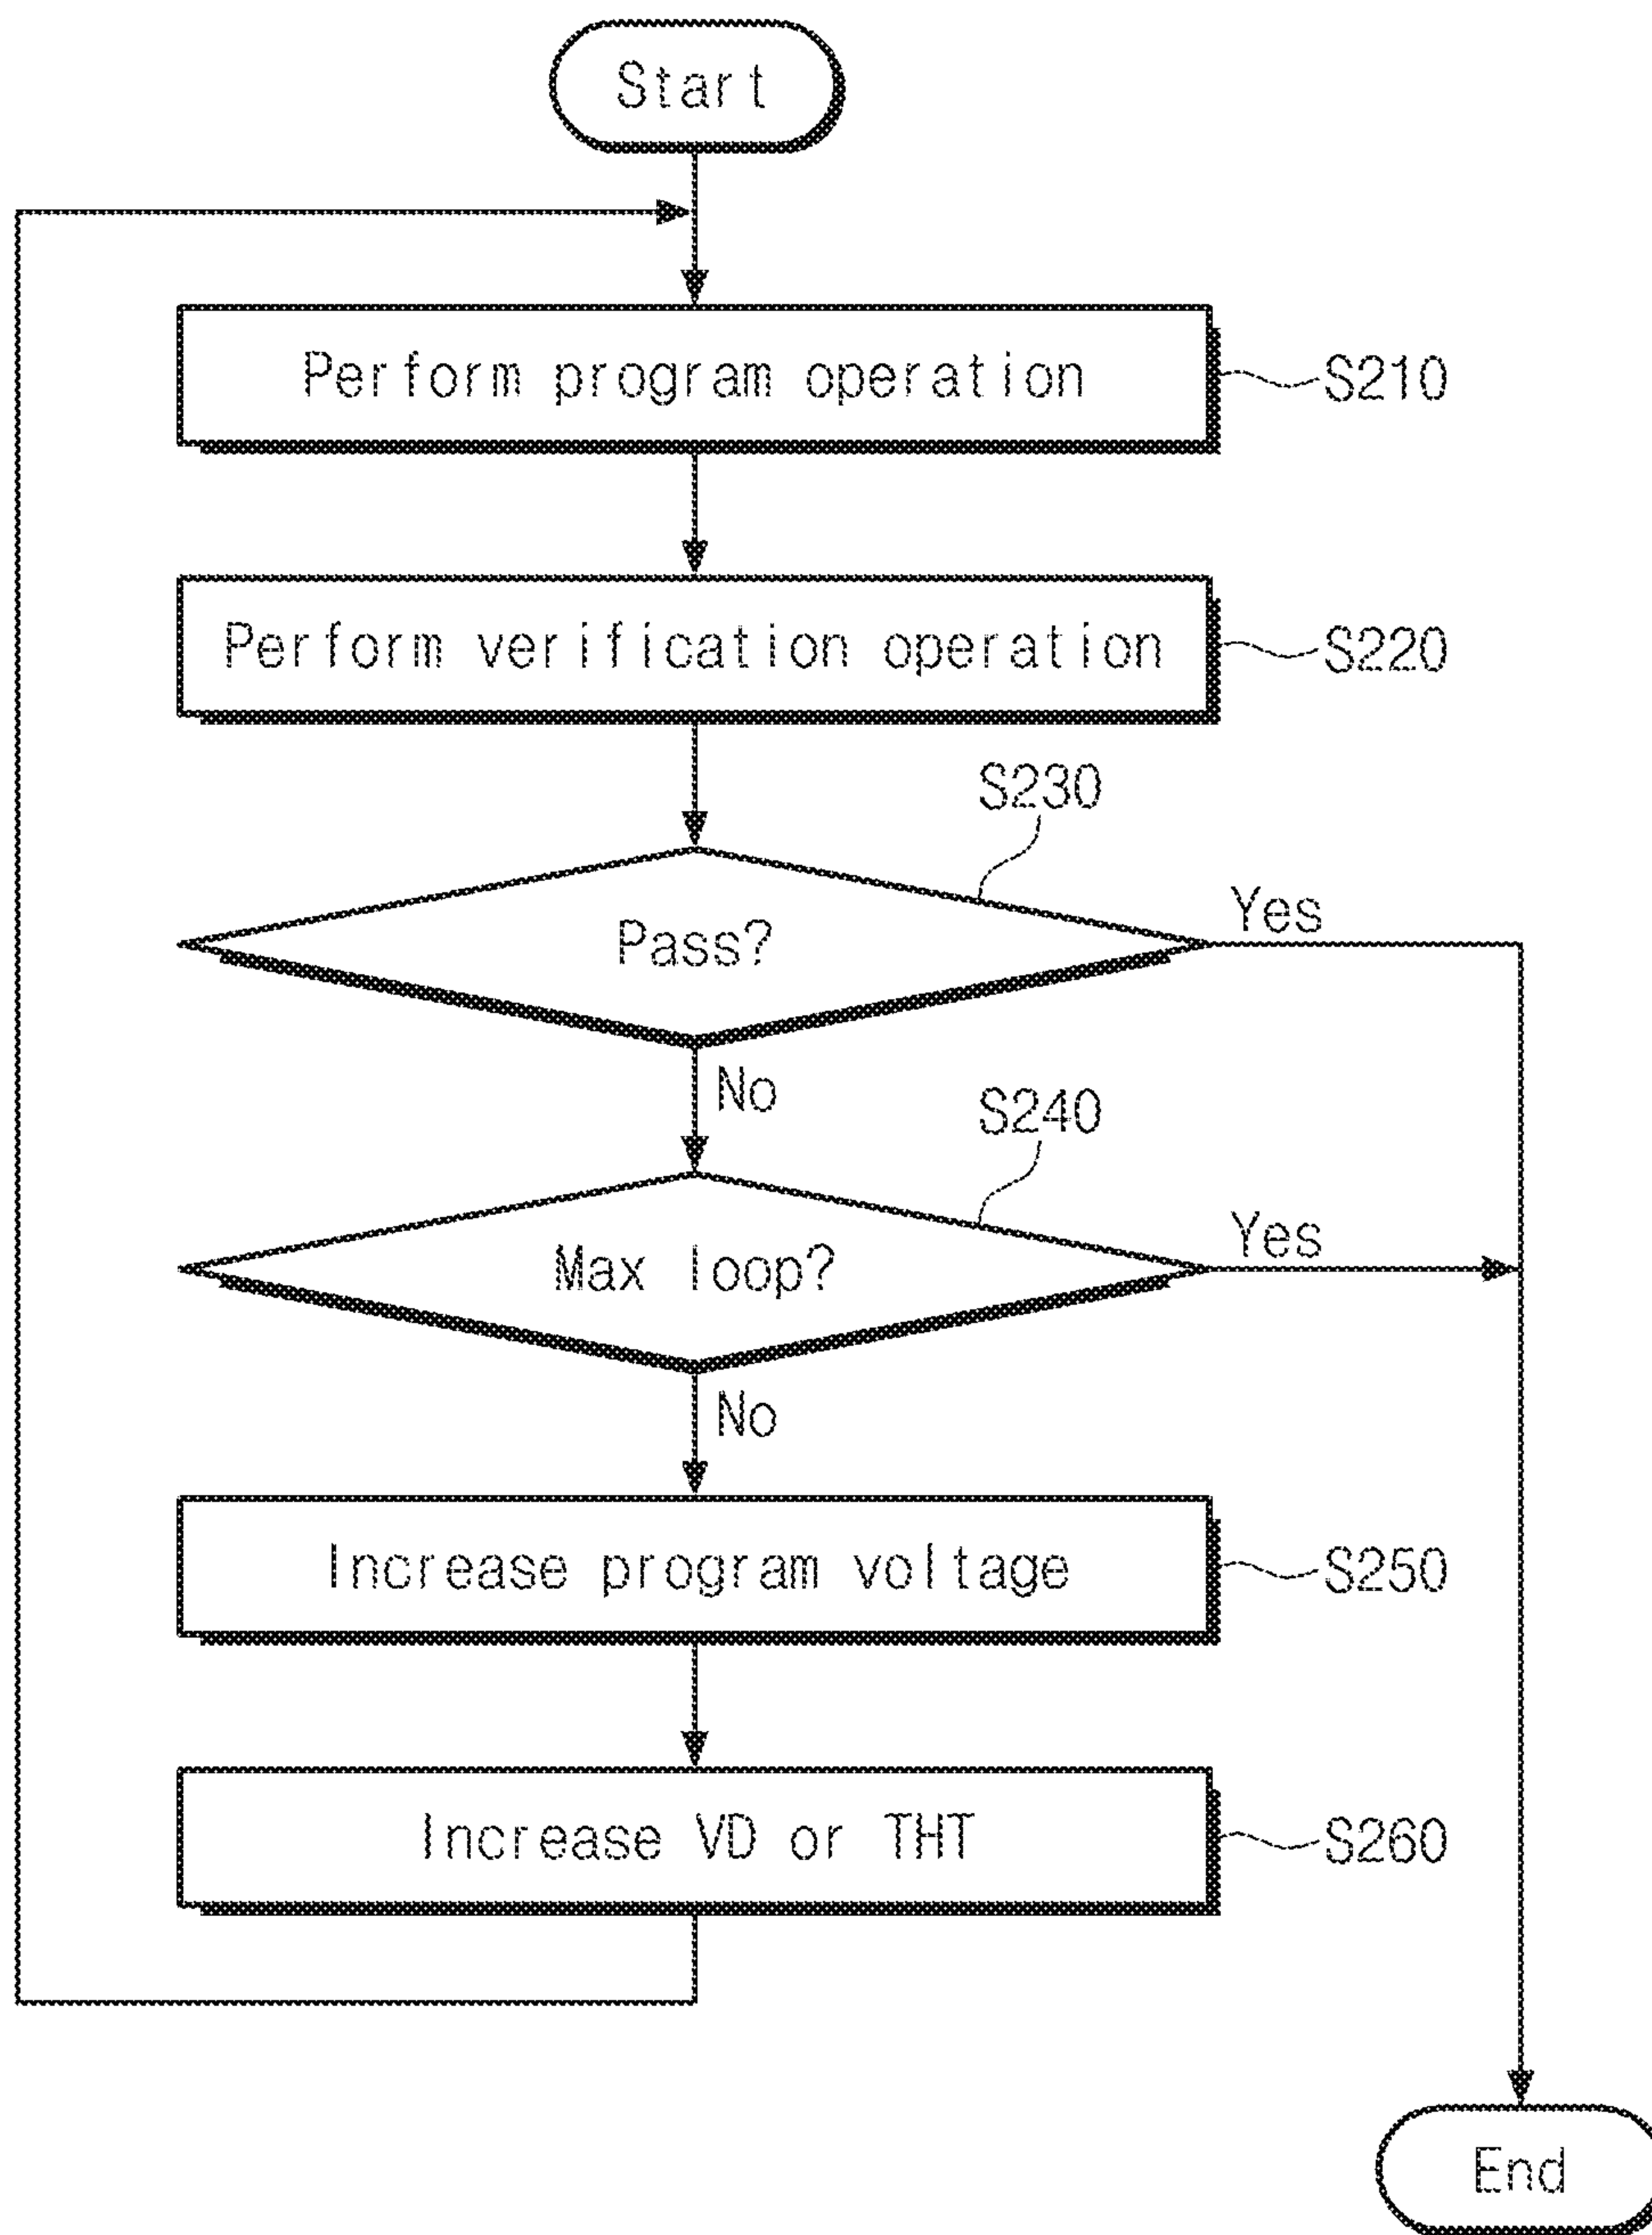 Start
Perform program operation
S210
Perform verification operation
S220
S230
Pass?
Yes
No
S240
Max loop?
Yes
No
Increase program voltage
S250
Increase VD or THT
S260
End